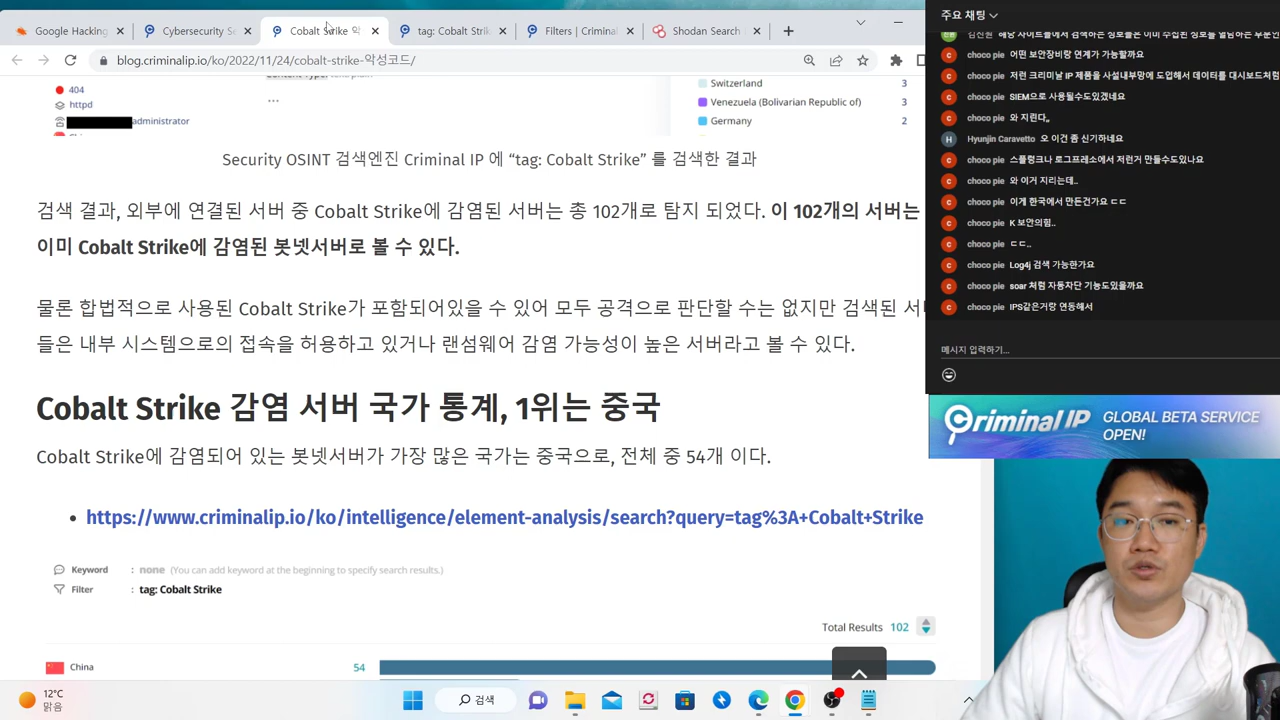 Google Hacking
Cybersecurity S
Cobalt Strike 악
tag: Cobalt Strik
Filters | Criminal
Shodan Search
blog.criminalip.io/ko/2022/11/24/cobalt-strike-악성코드/
404
httpd
administrator
...
Switzerland 3
Venezuela (Bolivarian Republic of) 3
Germany 2
Security OSINT 검색엔진 Criminal IP 에 “tag: Cobalt Strike” 를 검색한 결과
검색 결과, 외부에 연결된 서버 중 Cobalt Strike에 감염된 서버는 총 102개로 탐지 되었다. 이 102개의 서버는
이미 Cobalt Strike에 감염된 봇넷서버로 볼 수 있다.
물론 합법적으로 사용된 Cobalt Strike가 포함되어있을 수 있어 모두 공격으로 판단할 수는 없지만 검색된 서
들은 내부 시스템으로의 접속을 허용하고 있거나 랜섬웨어 감염 가능성이 높은 서버라고 볼 수 있다.
Cobalt Strike 감염 서버 국가 통계, 1위는 중국
Cobalt Strike에 감염되어 있는 봇넷서버가 가장 많은 국가는 중국으로, 전체 중 54개 이다.
• https://www.criminalip.io/ko/intelligence/element-analysis/search?query=tag%3A+Cobalt+Strike
Keyword : none (You can add keyword at the beginning to specify search results.)
Filter : tag: Cobalt Strike
Total Results 102
China 54
주요 채팅
choco pie 어떤 보안장비랑 연계가 가능할까요
choco pie 저런 크리미날 IP 제품을 사설내부망에 도입해서 데이터를 대시보드처럼
choco pie SIEM으로 사용될수도있겠네요
choco pie 와 지린다,,
H Hyunjin Caravetto 오 이건 좀 신기하네요
choco pie 스플렁크나 로그프레소에서 저런거 만들수도있나요
choco pie 와 이거 지리는데..
choco pie 이게 한국에서 만든건가요 ㄷㄷ
choco pie K 보안의힘..
choco pie ㄷㄷ..
choco pie Log4j 검색 가능한가요
choco pie soar 처럼 자동차단 기능도있을까요
choco pie IPS같은거랑 연동해서
메시지 입력하기...
Criminal IP GLOBAL BETA SERVICE
OPEN!
12°C
맑음
검색